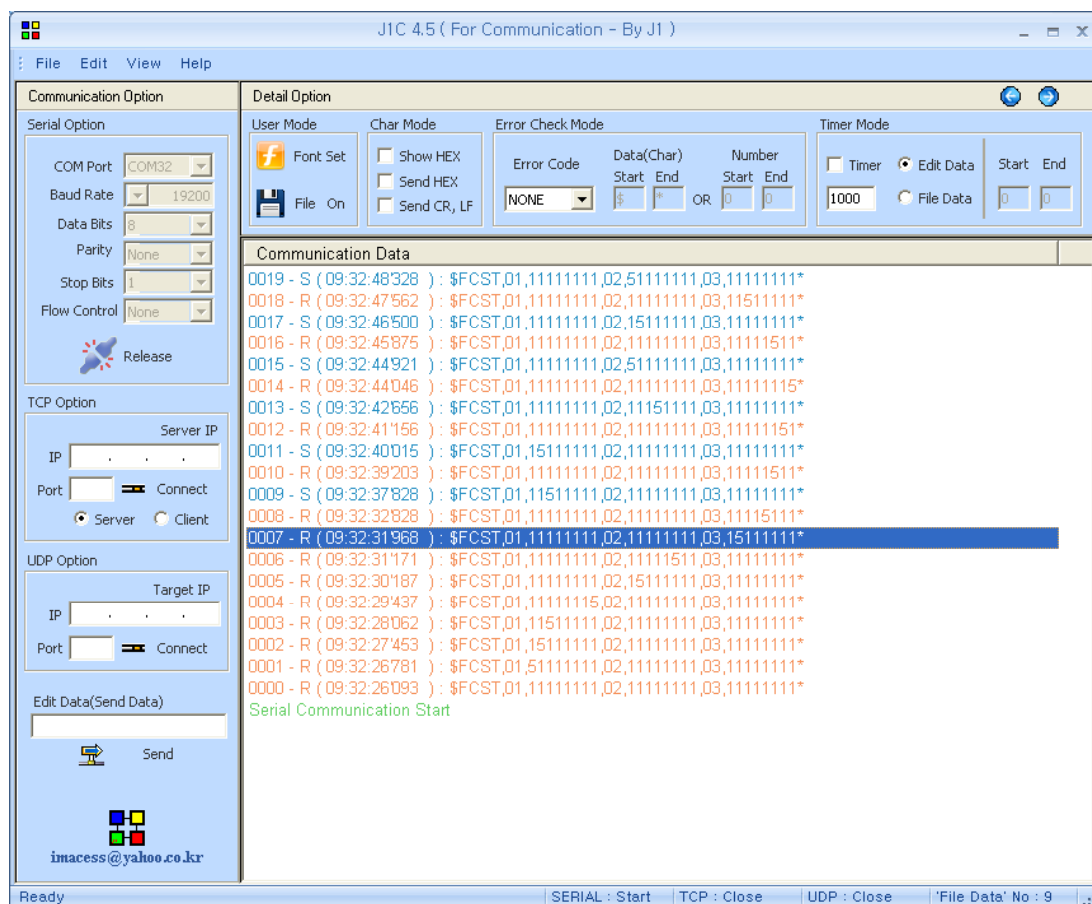 J1C 4.5 ( For Communication - By J1 )
File Edit View Help
Communication Option
Serial Option
COM Port COM32
Baud Rate 19200
Data Bits 8
Parity None
Stop Bits 1
Flow Control None
Release
TCP Option
Server IP
IP . . .
Port Connect
Server Client
UDP Option
Target IP
IP . . .
Port Connect
Edit Data(Send Data)
Send
imacess@yahoo.co.kr
Detail Option
User Mode
Font Set
File On
Char Mode
Show HEX
Send HEX
Send CR, LF
Error Check Mode
Error Code
NONE
Data(Char)
Start End
$ *
OR
Number
Start End
0 0
Timer Mode
Timer
1000
Edit Data
File Data
Start End
0 0
Communication Data
0019 - S ( 09:32:48'328 ) : $FCST,01,11111111,02,51111111,03,11111111*
0018 - R ( 09:32:47'562 ) : $FCST,01,11111111,02,11111111,03,11511111*
0017 - S ( 09:32:46'500 ) : $FCST,01,11111111,02,15111111,03,11111111*
0016 - R ( 09:32:45'875 ) : $FCST,01,11111111,02,11111111,03,11111511*
0015 - S ( 09:32:44'921 ) : $FCST,01,11111111,02,51111111,03,11111111*
0014 - R ( 09:32:44'046 ) : $FCST,01,11111111,02,11111111,03,11111115*
0013 - S ( 09:32:42'656 ) : $FCST,01,11111111,02,11151111,03,11111111*
0012 - R ( 09:32:41'156 ) : $FCST,01,11111111,02,11111111,03,11111151*
0011 - S ( 09:32:40'015 ) : $FCST,01,15111111,02,11111111,03,11111111*
0010 - R ( 09:32:39'203 ) : $FCST,01,11111111,02,11111111,03,11111511*
0009 - S ( 09:32:37'828 ) : $FCST,01,11511111,02,11111111,03,11111111*
0008 - R ( 09:32:32'828 ) : $FCST,01,11111111,02,11111111,03,11115111*
0007 - R ( 09:32:31'968 ) : $FCST,01,11111111,02,11111111,03,15111111*
0006 - R ( 09:32:31'171 ) : $FCST,01,11111111,02,11111511,03,11111111*
0005 - R ( 09:32:30'187 ) : $FCST,01,11111111,02,15111111,03,11111111*
0004 - R ( 09:32:29'437 ) : $FCST,01,11111115,02,11111111,03,11111111*
0003 - R ( 09:32:28'062 ) : $FCST,01,11511111,02,11111111,03,11111111*
0002 - R ( 09:32:27'453 ) : $FCST,01,15111111,02,11111111,03,11111111*
0001 - R ( 09:32:26'781 ) : $FCST,01,51111111,02,11111111,03,11111111*
0000 - R ( 09:32:26'093 ) : $FCST,01,11111111,02,11111111,03,11111111*
Serial Communication Start
Ready
SERIAL : Start
TCP : Close
UDP : Close
'File Data' No : 9